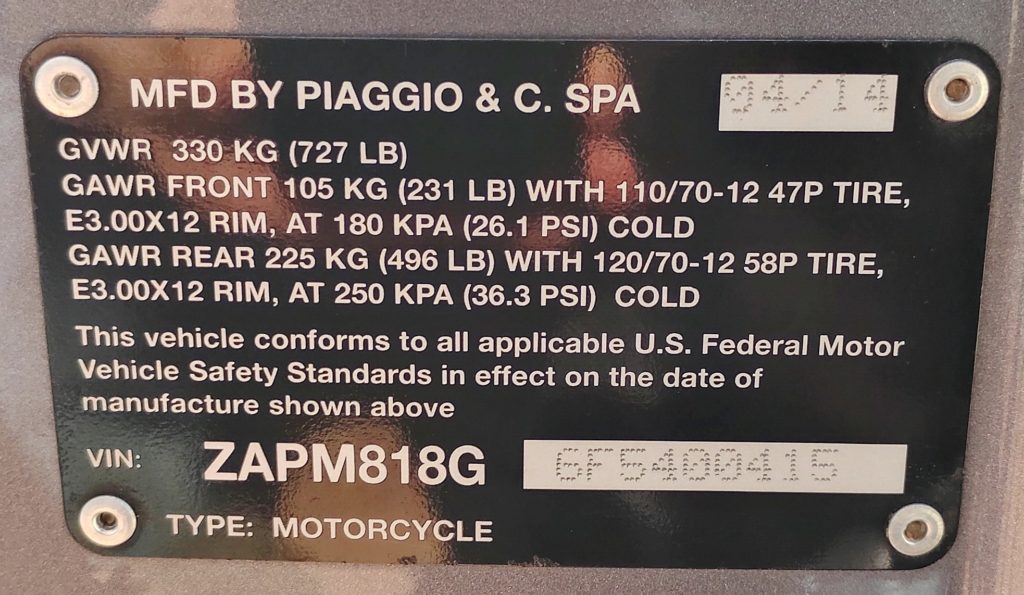 MFD BY PIAGGIO & C. SPA 04/14
GVWR 330 KG (727 LB)
GAWR FRONT 105 KG (231 LB) WITH 110/70-12 47P TIRE,
E3.00X12 RIM, AT 180 KPA (26.1 PSI) COLD
GAWR REAR 225 KG (496 LB) WITH 120/70-12 58P TIRE,
E3.00X12 RIM, AT 250 KPA (36.3 PSI) COLD
This vehicle conforms to all applicable U.S. Federal Motor
Vehicle Safety Standards in effect on the date of
manufacture shown above
VIN: ZAPM818G 6F5400415
TYPE: MOTORCYCLE